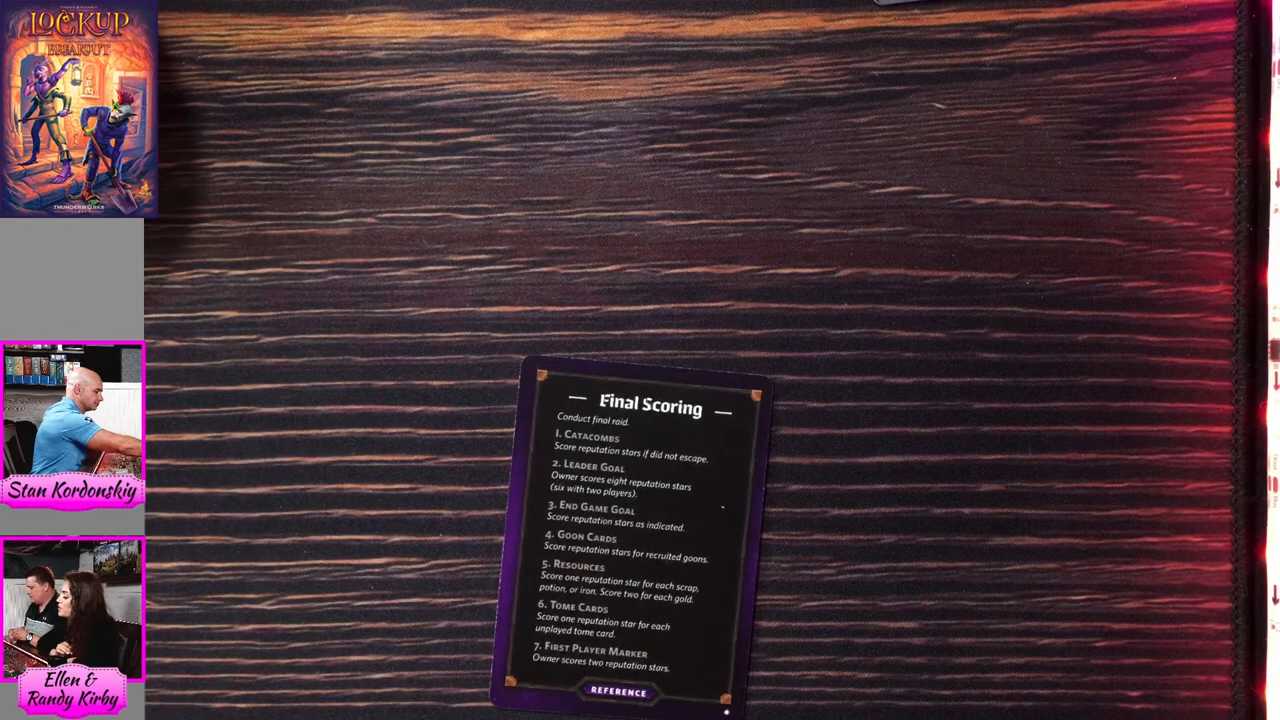 LOCKUP
BREAKOUT
THUNDERWORKS
Stan Kordonskiy
Ellen &
Randy Kirby
Final Scoring
Conduct final raid.
1. CATACOMBS
Score reputation stars if did not escape.
2. LEADER GOAL
Owner scores eight reputation stars
(six with two players).
3. END GAME GOAL
Score reputation stars as indicated.
4. GOON CARDS
Score reputation stars for recruited goons.
5. RESOURCES
Score one reputation star for each scrap,
potion, or iron. Score two for each gold.
6. TOME CARDS
Score one reputation star for each
unplayed tome card.
7. FIRST PLAYER MARKER
Owner scores two reputation stars.
REFERENCE